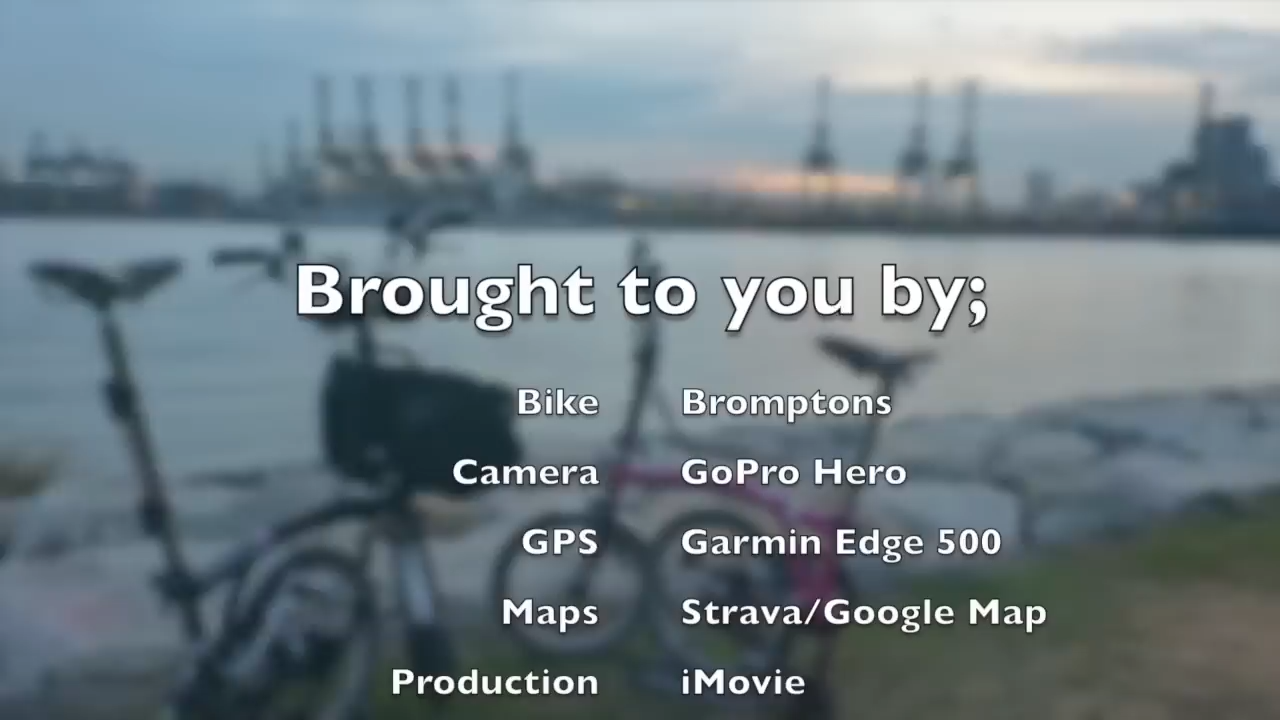 Brought to you by;
Bike Bromptons
Camera GoPro Hero
GPS Garmin Edge 500
Maps Strava/Google Map
Production iMovie